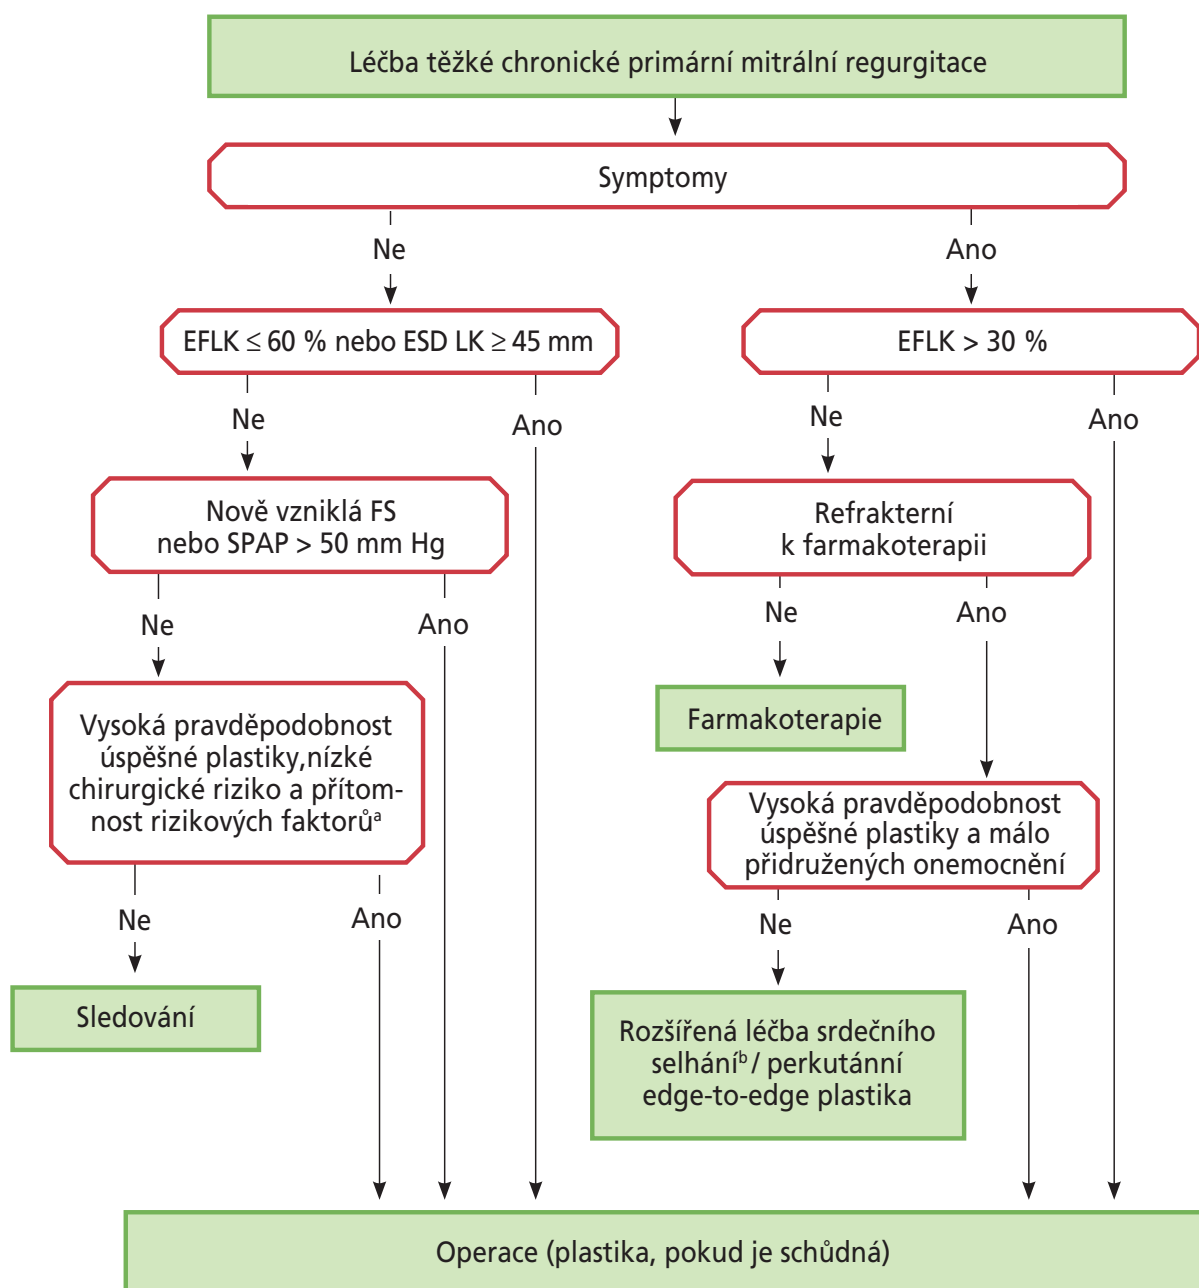 Léčba těžké chronické primární mitrální regurgitace
Symptomy
Ne
Ano
EFLK ≤ 60 % nebo ESD LK ≥ 45 mm
EFLK > 30 %
Ne
Ano
Ne
Ano
Nově vzniklá FS
nebo SPAP > 50 mm Hg
Refrakterní
k farmakoterapii
Ne
Ano
Ne
Ano
Vysoká pravděpodobnost
úspěšné plastiky,nízké
chirurgické riziko a přítom-
nost rizikových faktorůᵃ
Farmakoterapie
Vysoká pravděpodobnost
úspěšné plastiky a málo
přidružených onemocnění
Ne
Ano
Ne
Ano
Sledování
Rozšířená léčba srdečního
selháníᵇ / perkutánní
edge-to-edge plastika
Operace (plastika, pokud je schůdná)